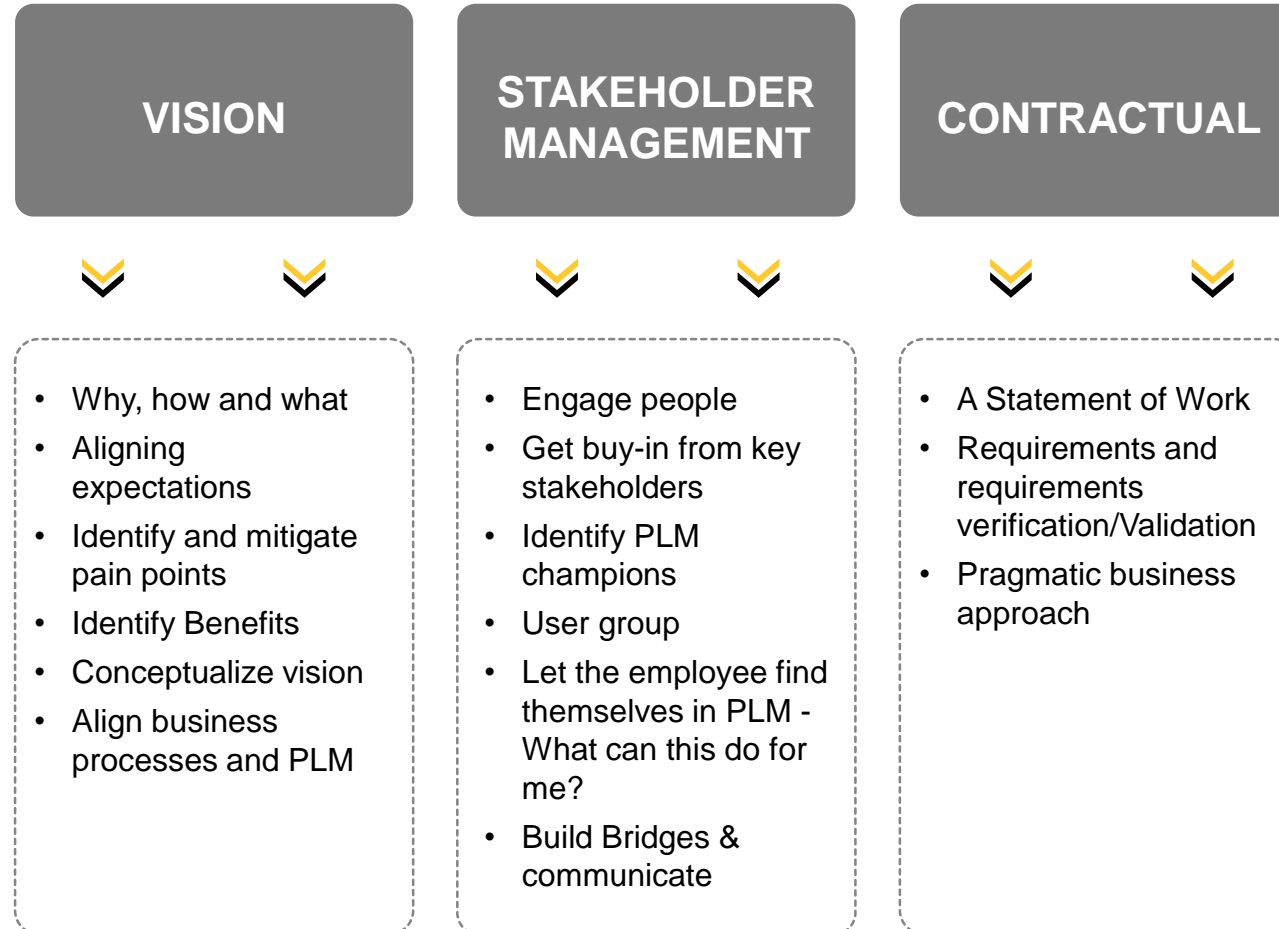 VISION
• Why, how and what
• Aligning
expectations
• Identify and mitigate
pain points
• Identify Benefits
• Conceptualize vision
• Align business
processes and PLM
STAKEHOLDER
MANAGEMENT
• Engage people
• Get buy-in from key
stakeholders
• Identify PLM
champions
• User group
• Let the employee find
themselves in PLM -
What can this do for
me?
• Build Bridges &
communicate
CONTRACTUAL
• A Statement of Work
• Requirements and
requirements
verification/Validation
• Pragmatic business
approach